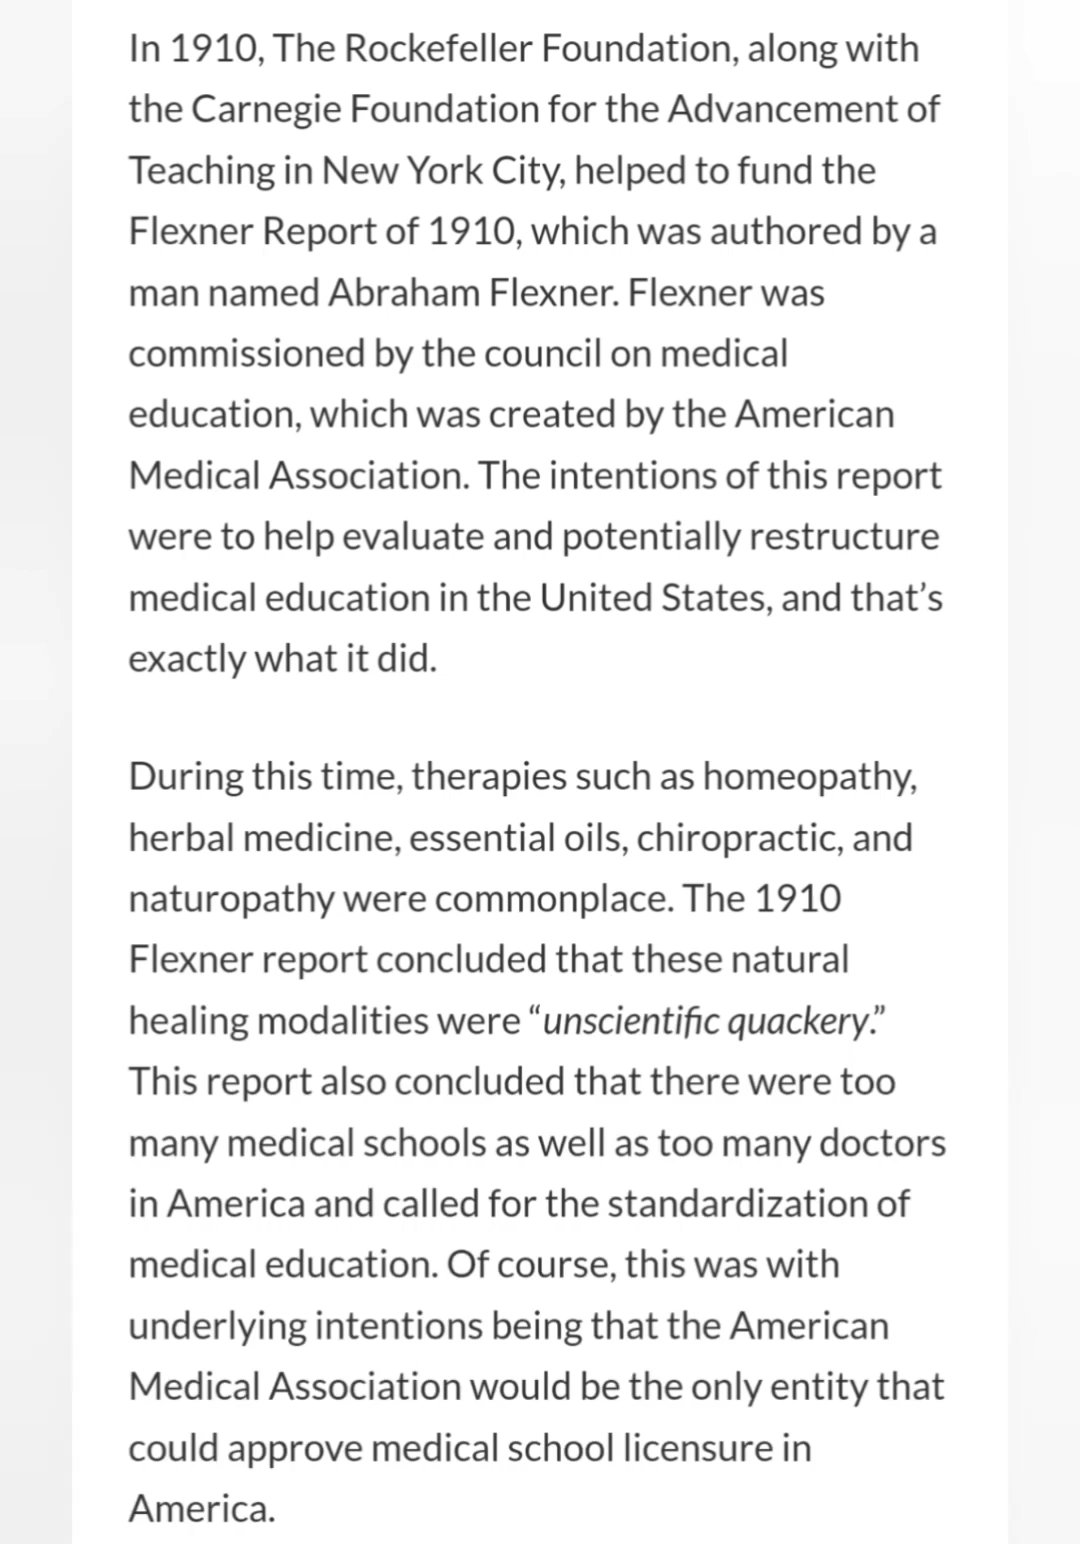 In 1910, The Rockefeller Foundation, along with
the Carnegie Foundation for the Advancement of
Teaching in New York City, helped to fund the
Flexner Report of 1910, which was authored by a
man named Abraham Flexner. Flexner was
commissioned by the council on medical
education, which was created by the American
Medical Association. The intentions of this report
were to help evaluate and potentially restructure
medical education in the United States, and that’s
exactly what it did.
During this time, therapies such as homeopathy,
herbal medicine, essential oils, chiropractic, and
naturopathy were commonplace. The 1910
Flexner report concluded that these natural
healing modalities were “unscientific quackery.”
This report also concluded that there were too
many medical schools as well as too many doctors
in America and called for the standardization of
medical education. Of course, this was with
underlying intentions being that the American
Medical Association would be the only entity that
could approve medical school licensure in
America.